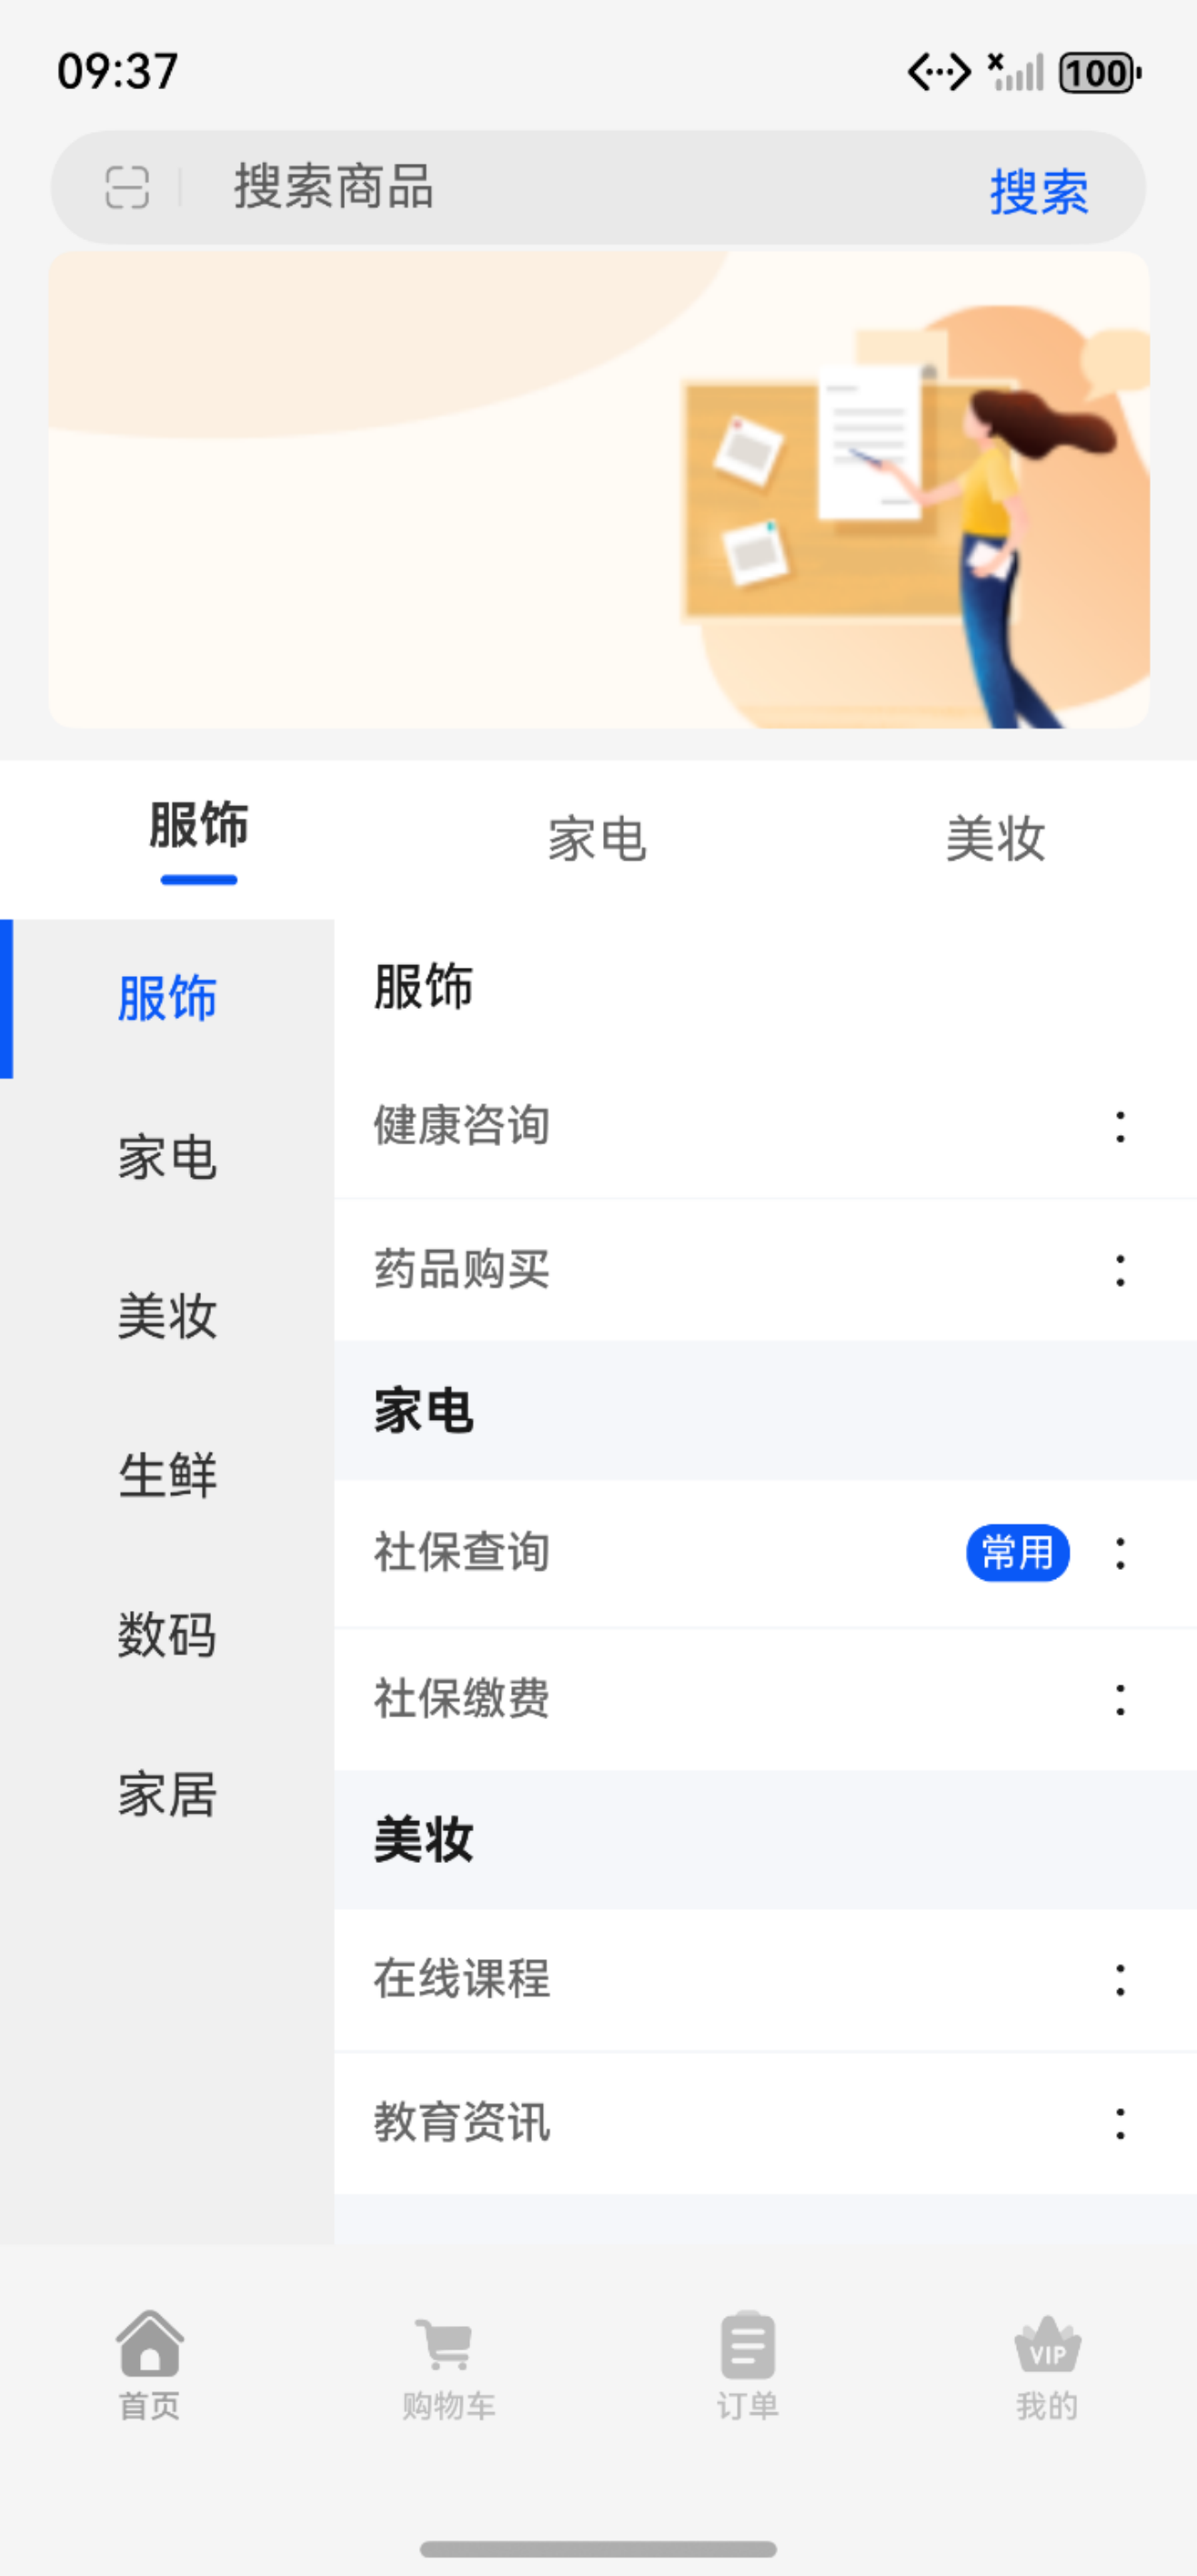 09:37
100
搜索商品
搜索
服饰
家电
美妆
服饰
家电
美妆
生鲜
数码
家居
服饰
健康咨询
药品购买
家电
社保查询
常用
社保缴费
美妆
在线课程
教育资讯
首页
购物车
订单
VIP
我的